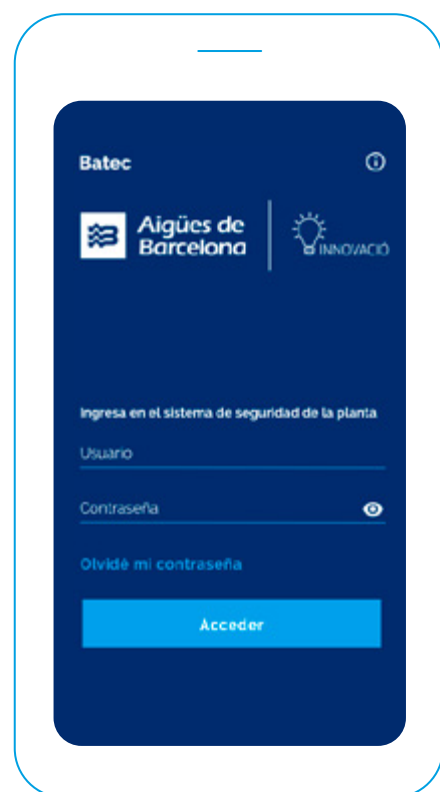 Batec
Aigües de
Barcelona
INNOVACIÓ
Ingresa en el sistema de seguridad de la planta
Usuario
Contraseña
Olvidé mi contraseña
Acceder